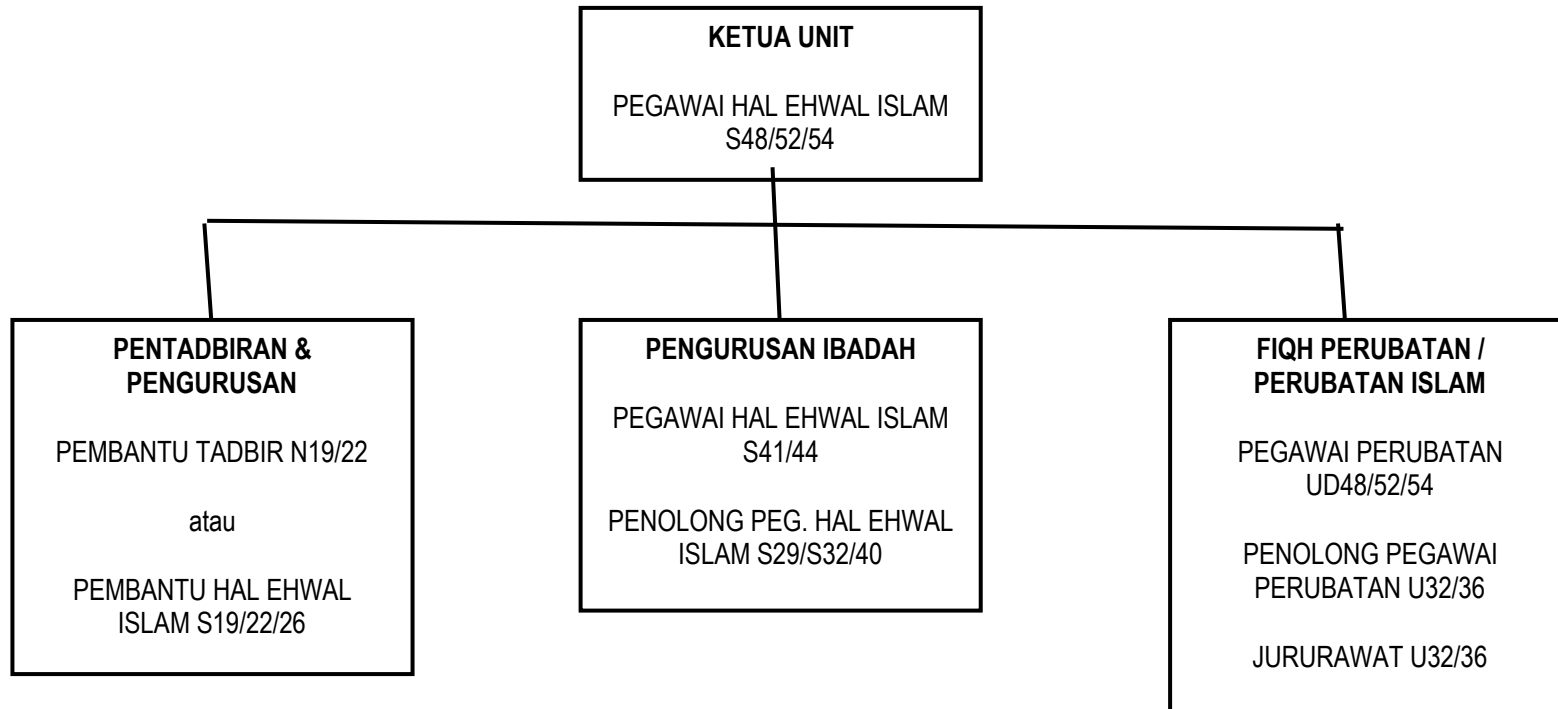 KETUA UNIT
PEGAWAI HAL EHWAL ISLAM
S48/52/54
PENTADBIRAN &
PENGURUSAN
PEMBANTU TADBIR N19/22
atau
PEMBANTU HAL EHWAL
ISLAM S19/22/26
PENGURUSAN IBADAH
PEGAWAI HAL EHWAL ISLAM
S41/44
PENOLONG PEG. HAL EHWAL
ISLAM S29/S32/40
FIQH PERUBATAN /
PERUBATAN ISLAM
PEGAWAI PERUBATAN
UD48/52/54
PENOLONG PEGAWAI
PERUBATAN U32/36
JURURAWAT U32/36